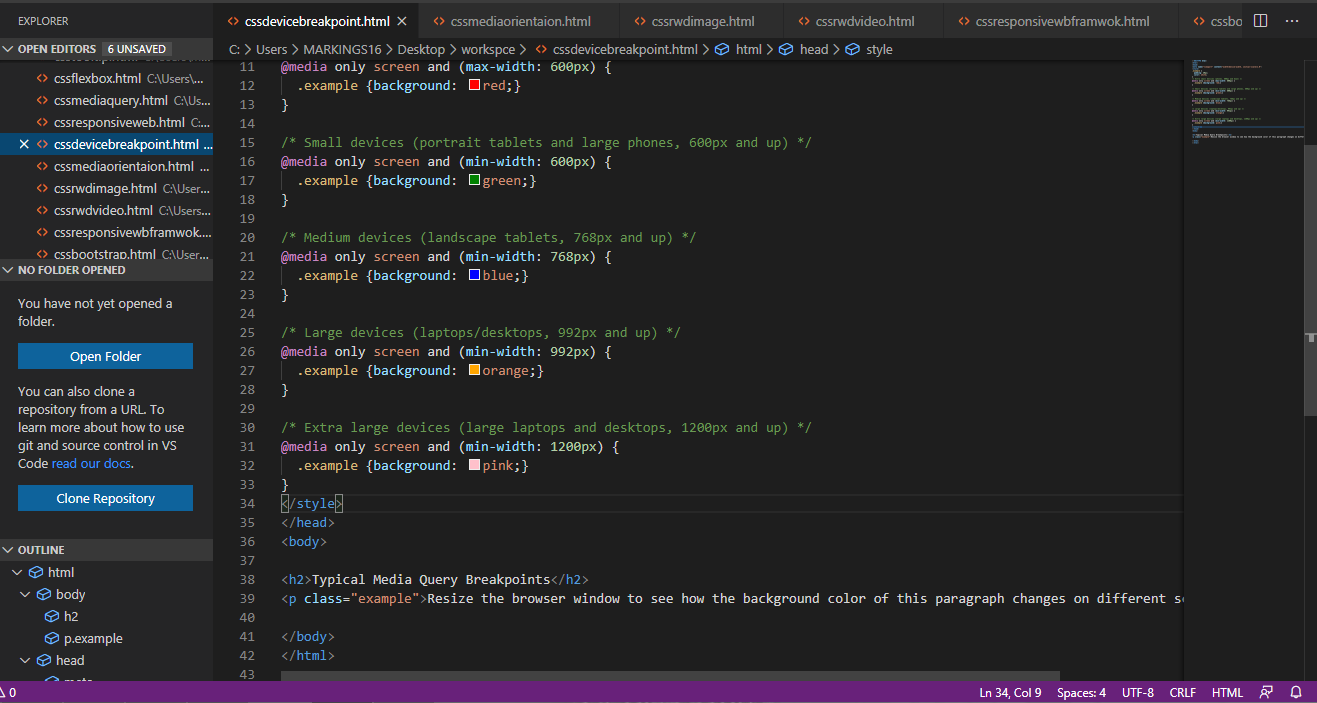 EXPLORER
cssdevicebreakpoint.html
cssmediaorientaion.html
cssrwdimage.html
cssrwdvideo.html
cssresponsivewbframwok.html
cssbo
OPEN EDITORS 6 UNSAVED
C: > Users > MARKINGS16 > Desktop > workspce > cssdevicebreakpoint.html > html > head > style
cssflexbox.html C:\Users\...
cssmediaquery.html C:\Us...
cssresponsiveweb.html C:...
cssdevicebreakpoint.html ...
cssmediaorientaion.html ...
cssrwdimage.html C:\User...
cssrwdvideo.html C:\Users...
cssresponsivewbframwok....
cssbootstrap.html C:\User...
NO FOLDER OPENED
You have not yet opened a
folder.
Open Folder
You can also clone a
repository from a URL. To
learn more about how to use
git and source control in VS
Code read our docs.
Clone Repository
OUTLINE
html
body
h2
p.example
head
meta
11 @media only screen and (max-width: 600px) {
12 .example {background: red;}
13 }
14
15 /* Small devices (portrait tablets and large phones, 600px and up) */
16 @media only screen and (min-width: 600px) {
17 .example {background: green;}
18 }
19
20 /* Medium devices (landscape tablets, 768px and up) */
21 @media only screen and (min-width: 768px) {
22 .example {background: blue;}
23 }
24
25 /* Large devices (laptops/desktops, 992px and up) */
26 @media only screen and (min-width: 992px) {
27 .example {background: orange;}
28 }
29
30 /* Extra large devices (large laptops and desktops, 1200px and up) */
31 @media only screen and (min-width: 1200px) {
32 .example {background: pink;}
33 }
34 </style>
35 </head>
36 <body>
37
38 <h2>Typical Media Query Breakpoints</h2>
39 <p class="example">Resize the browser window to see how the background color of this paragraph changes on different s
40
41 </body>
42 </html>
43
0
Ln 34, Col 9 Spaces: 4 UTF-8 CRLF HTML